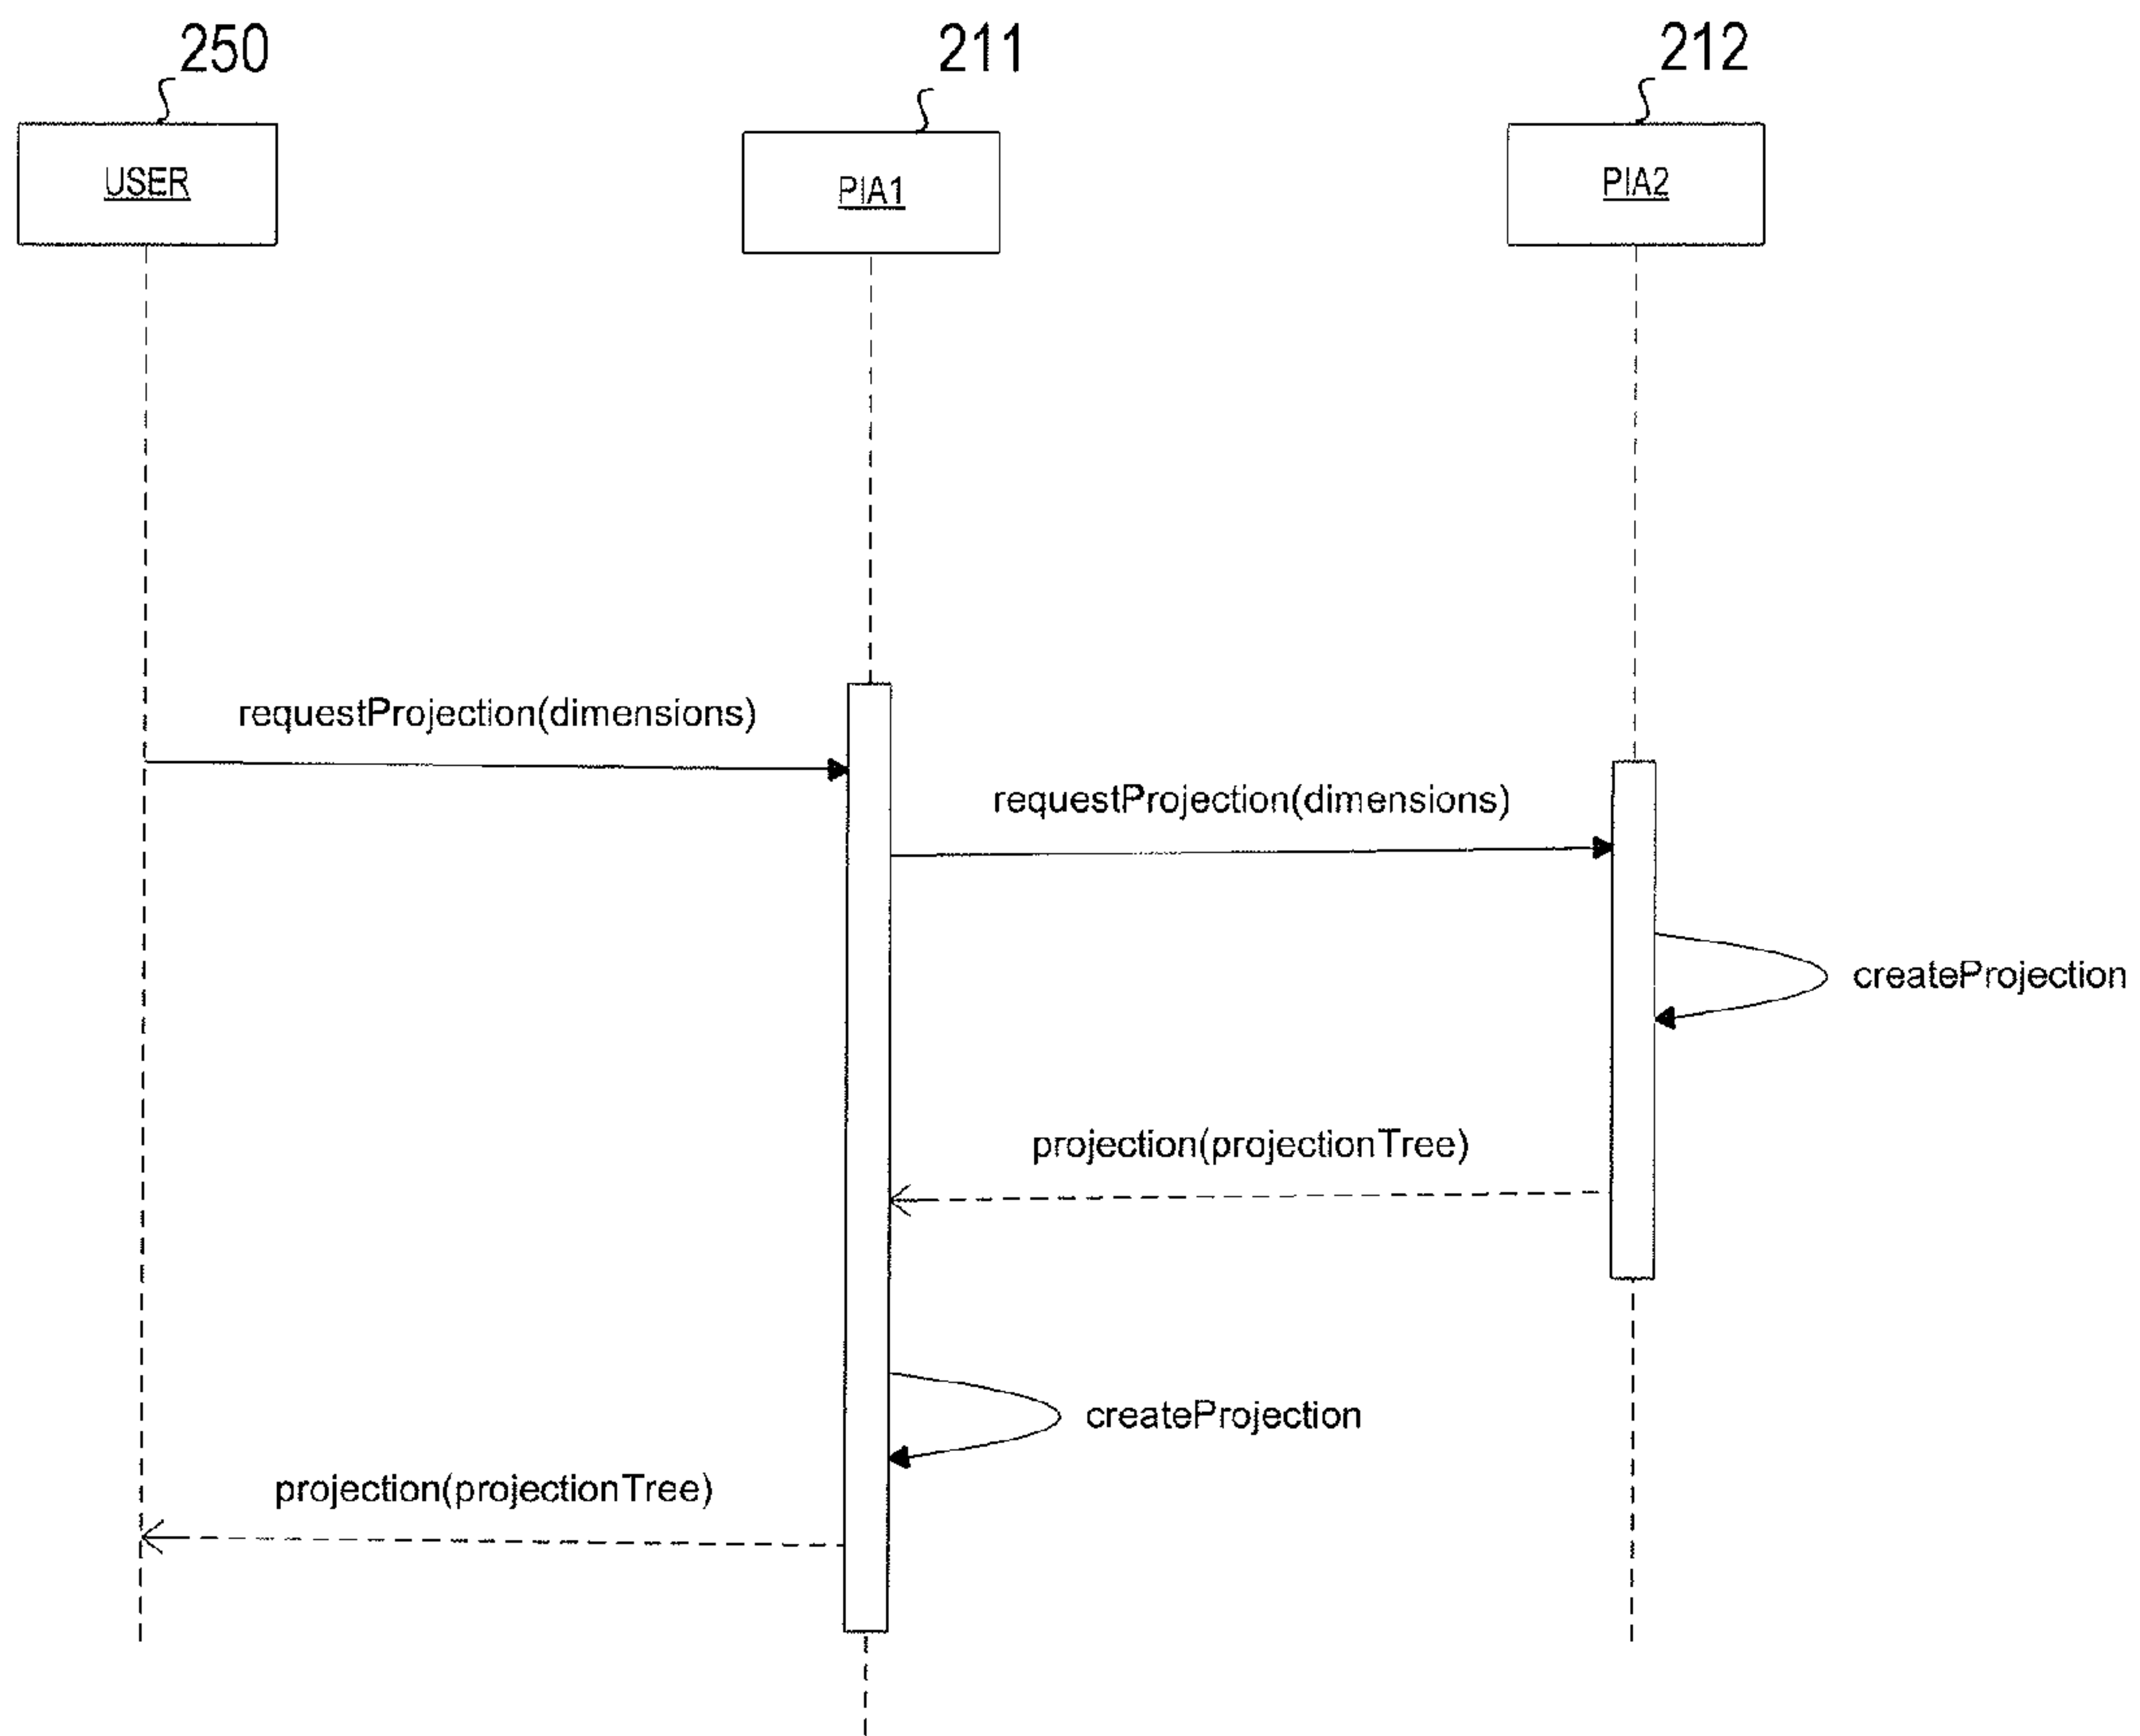 250
211
212
USER
PIA1
PIA2
requestProjection(dimensions)
requestProjection(dimensions)
createProjection
projection(projectionTree)
createProjection
projection(projectionTree)